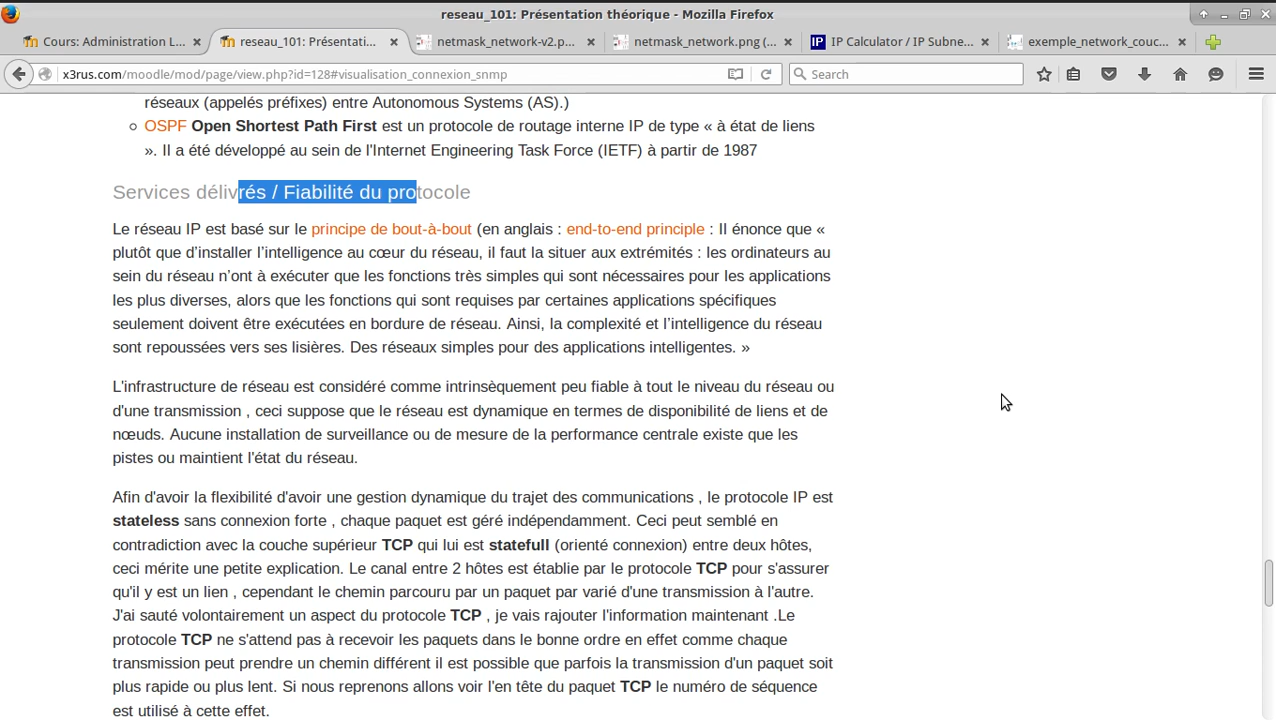 reseau_101: Présentation théorique - Mozilla Firefox
Cours: Administration L...
reseau_101: Présentati...
netmask_network-v2.p...
netmask_network.png (...
IP IP Calculator / IP Subne...
exemple_network_couc...
x3rus.com/moodle/mod/page/view.php?id=128#visualisation_connexion_snmp
Search
réseaux (appelés préfixes) entre Autonomous Systems (AS).)
OSPF Open Shortest Path First est un protocole de routage interne IP de type « à état de liens
». Il a été développé au sein de l'Internet Engineering Task Force (IETF) à partir de 1987
Services délivrés / Fiabilité du protocole
Le réseau IP est basé sur le principe de bout-à-bout (en anglais : end-to-end principle : Il énonce que «
plutôt que d’installer l’intelligence au cœur du réseau, il faut la situer aux extrémités : les ordinateurs au
sein du réseau n’ont à exécuter que les fonctions très simples qui sont nécessaires pour les applications
les plus diverses, alors que les fonctions qui sont requises par certaines applications spécifiques
seulement doivent être exécutées en bordure de réseau. Ainsi, la complexité et l’intelligence du réseau
sont repoussées vers ses lisières. Des réseaux simples pour des applications intelligentes. »
L'infrastructure de réseau est considéré comme intrinsèquement peu fiable à tout le niveau du réseau ou
d'une transmission , ceci suppose que le réseau est dynamique en termes de disponibilité de liens et de
nœuds. Aucune installation de surveillance ou de mesure de la performance centrale existe que les
pistes ou maintient l'état du réseau.
Afin d'avoir la flexibilité d'avoir une gestion dynamique du trajet des communications , le protocole IP est
stateless sans connexion forte , chaque paquet est géré indépendamment. Ceci peut semblé en
contradiction avec la couche supérieur TCP qui lui est statefull (orienté connexion) entre deux hôtes,
ceci mérite une petite explication. Le canal entre 2 hôtes est établie par le protocole TCP pour s'assurer
qu'il y est un lien , cependant le chemin parcouru par un paquet par varié d'une transmission à l'autre.
J'ai sauté volontairement un aspect du protocole TCP , je vais rajouter l'information maintenant .Le
protocole TCP ne s'attend pas à recevoir les paquets dans le bonne ordre en effet comme chaque
transmission peut prendre un chemin différent il est possible que parfois la transmission d'un paquet soit
plus rapide ou plus lent. Si nous reprenons allons voir l'en tête du paquet TCP le numéro de séquence
est utilisé à cette effet.